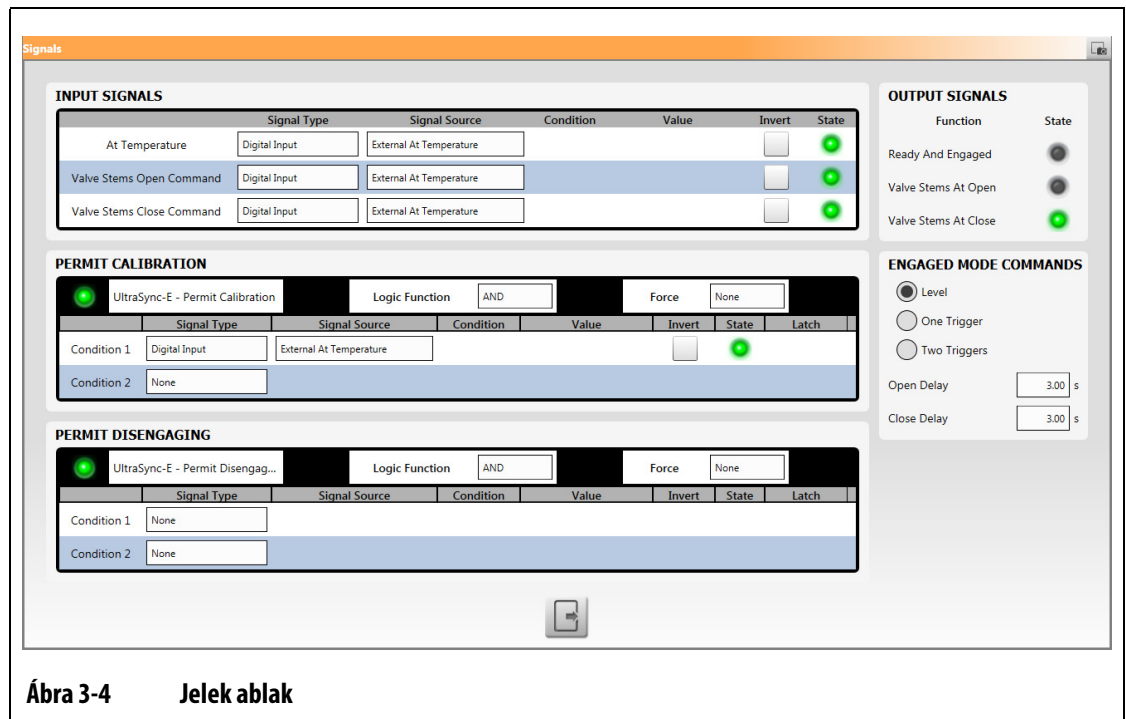 Signals
INPUT SIGNALS
Signal Type Signal Source Condition Value Invert State
At Temperature Digital Input External At Temperature
Valve Stems Open Command Digital Input External At Temperature
Valve Stems Close Command Digital Input External At Temperature
OUTPUT SIGNALS
Function State
Ready And Engaged
Valve Stems At Open
Valve Stems At Close
PERMIT CALIBRATION
UltraSync-E - Permit Calibration Logic Function AND Force None
Signal Type Signal Source Condition Value Invert State Latch
Condition 1 Digital Input External At Temperature
Condition 2 None
ENGAGED MODE COMMANDS
Level
One Trigger
Two Triggers
Open Delay 3.00 s
Close Delay 3.00 s
PERMIT DISENGAGING
UltraSync-E - Permit Disengag... Logic Function AND Force None
Signal Type Signal Source Condition Value Invert State Latch
Condition 1 None
Condition 2 None
Ábra 3-4 Jelek ablak